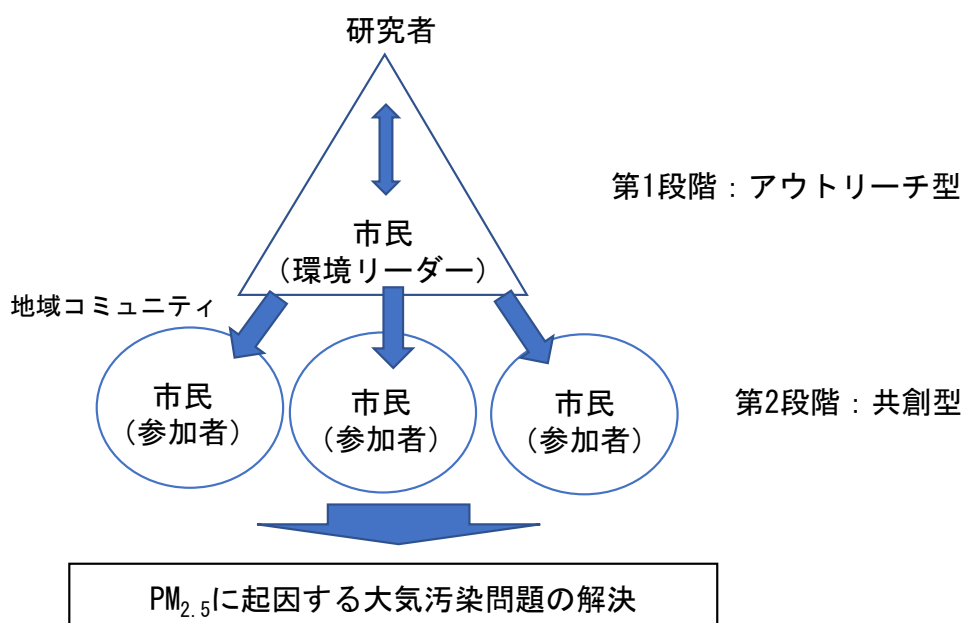 研究者
第1段階：アウトリーチ型
市民
（環境リーダー）
地域コミュニティ
市民
（参加者）
市民
（参加者）
市民
（参加者）
第2段階：共創型
PM2.5に起因する大気汚染問題の解決